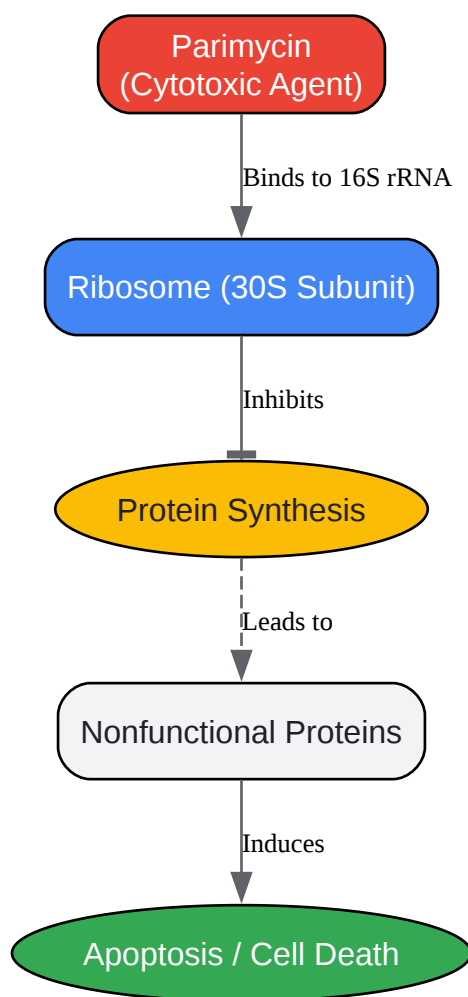 Parimycin
(Cytotoxic Agent)
Binds to 16S rRNA
Ribosome (30S Subunit)
Inhibits
Protein Synthesis
Leads to
Nonfunctional Proteins
Induces
Apoptosis / Cell Death